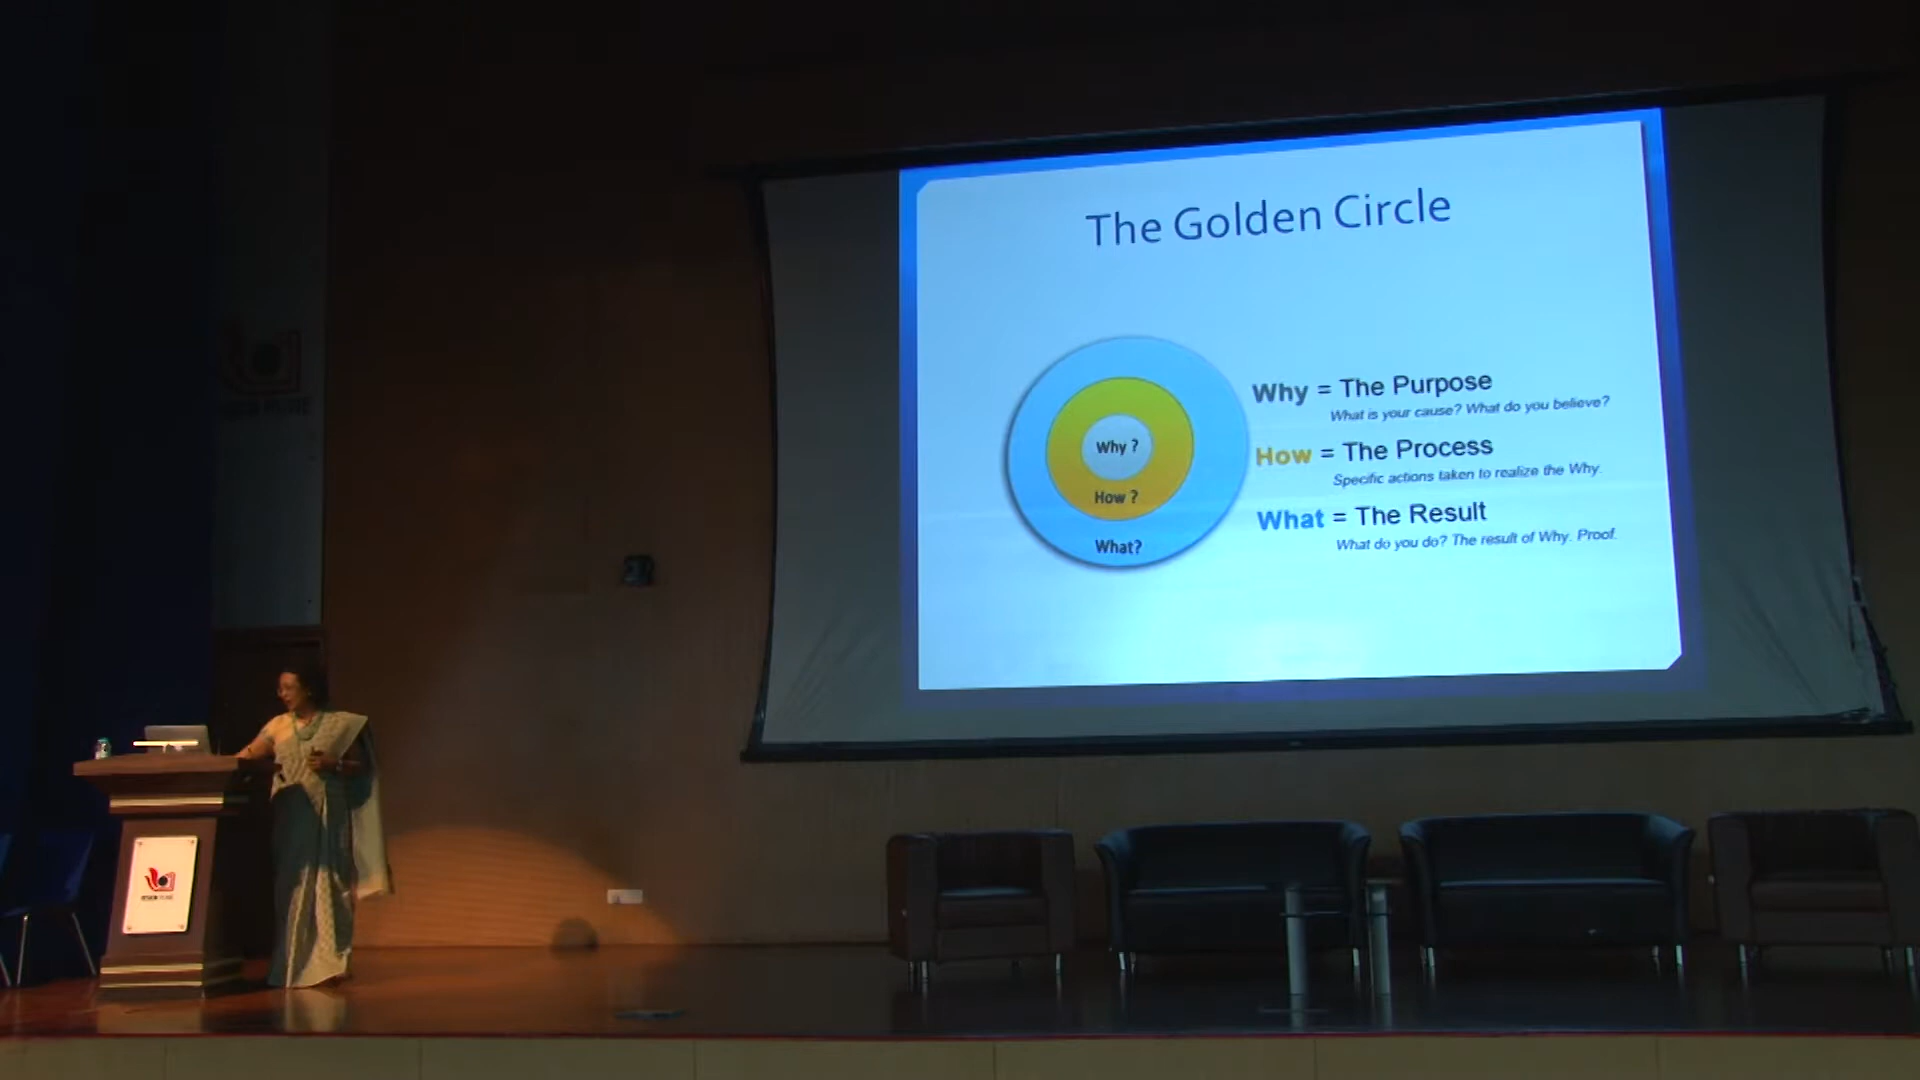 The Golden Circle
Why ?
How ?
What?
Why = The Purpose
What is your cause? What do you believe?
How = The Process
Specific actions taken to realize the Why.
What = The Result
What do you do? The result of Why. Proof.